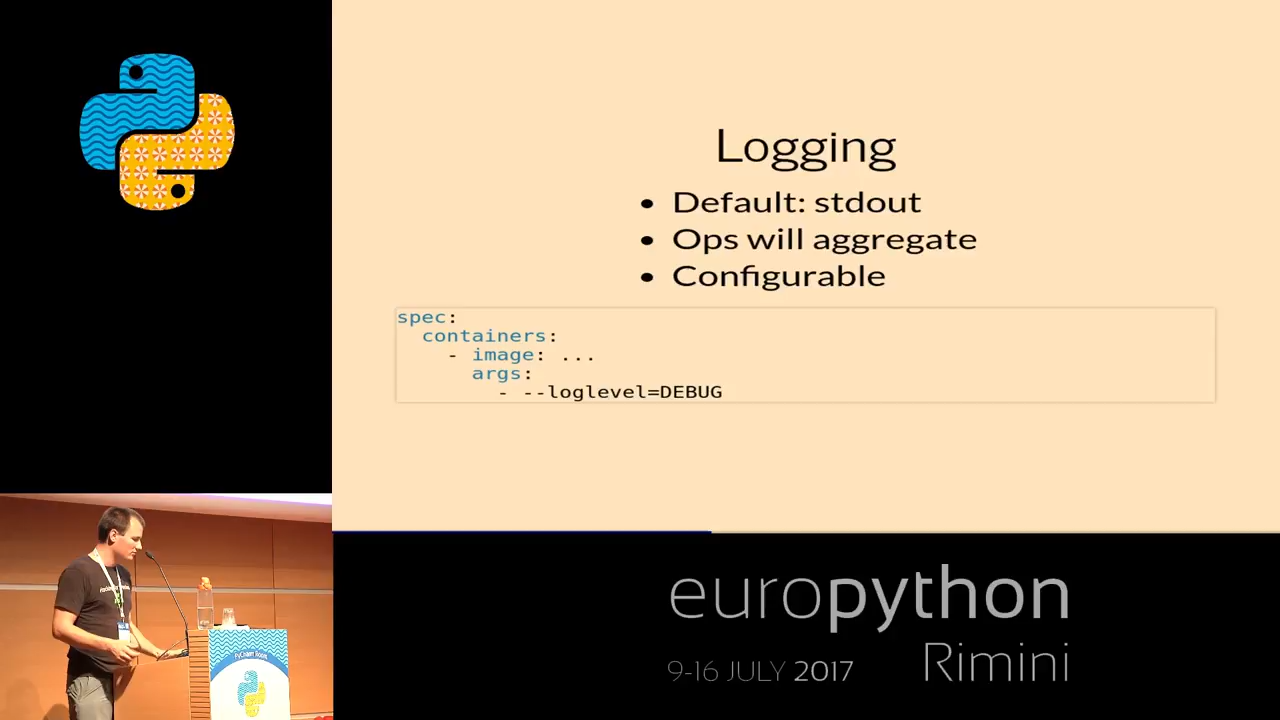 Logging
• Default: stdout
• Ops will aggregate
• Configurable
spec:
  containers:
    - image: ...
      args:
        - --loglevel=DEBUG
europython
Rimini
9-16 JULY 2017